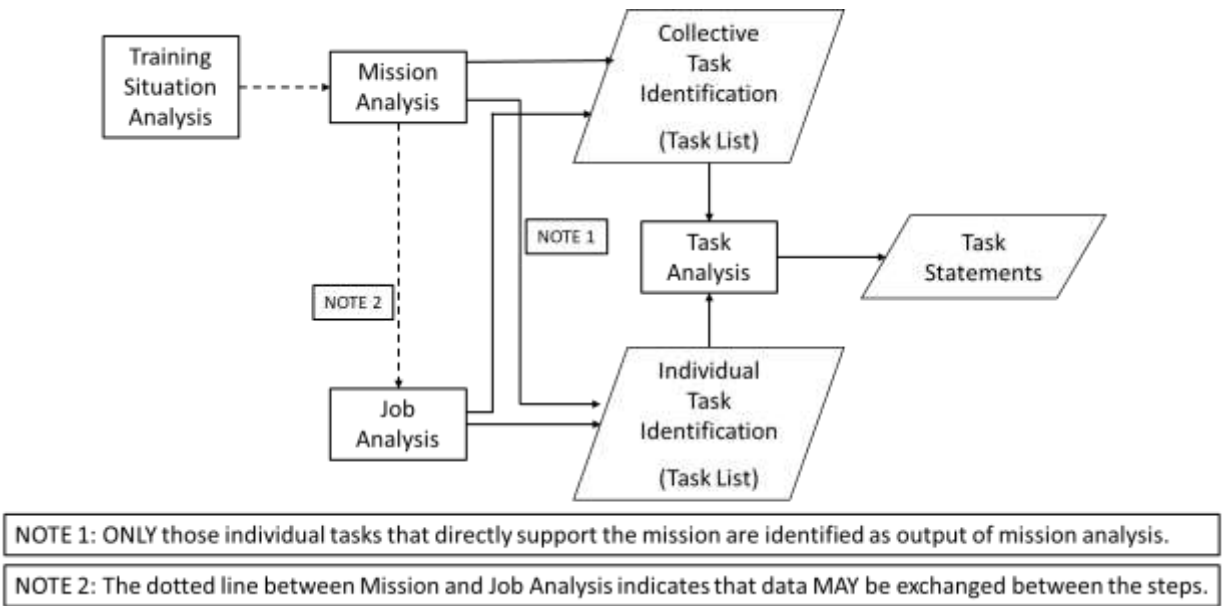 Training
Situation
Analysis
Mission
Analysis
Collective
Task
Identification
(Task List)
NOTE 1
Task
Analysis
Task
Statements
NOTE 2
Job
Analysis
Individual
Task
Identification
(Task List)
NOTE 1: ONLY those individual tasks that directly support the mission are identified as output of mission analysis.
NOTE 2: The dotted line between Mission and Job Analysis indicates that data MAY be exchanged between the steps.